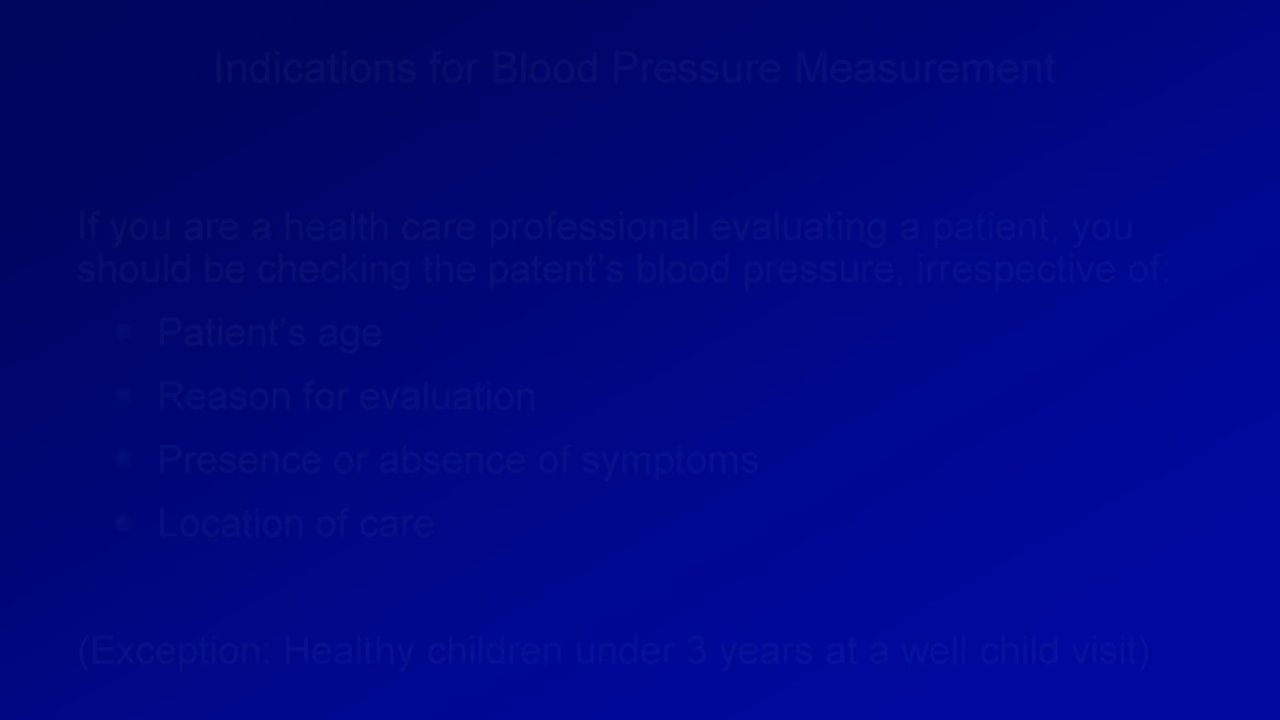 Indications for Blood Pressure Measurement
If you are a health care professional evaluating a patient, you
should be checking the patent’s blood pressure, irrespective of:
• Patient’s age
• Reason for evaluation
• Presence or absence of symptoms
• Location of care
(Exception: Healthy children under 3 years at a well child visit)